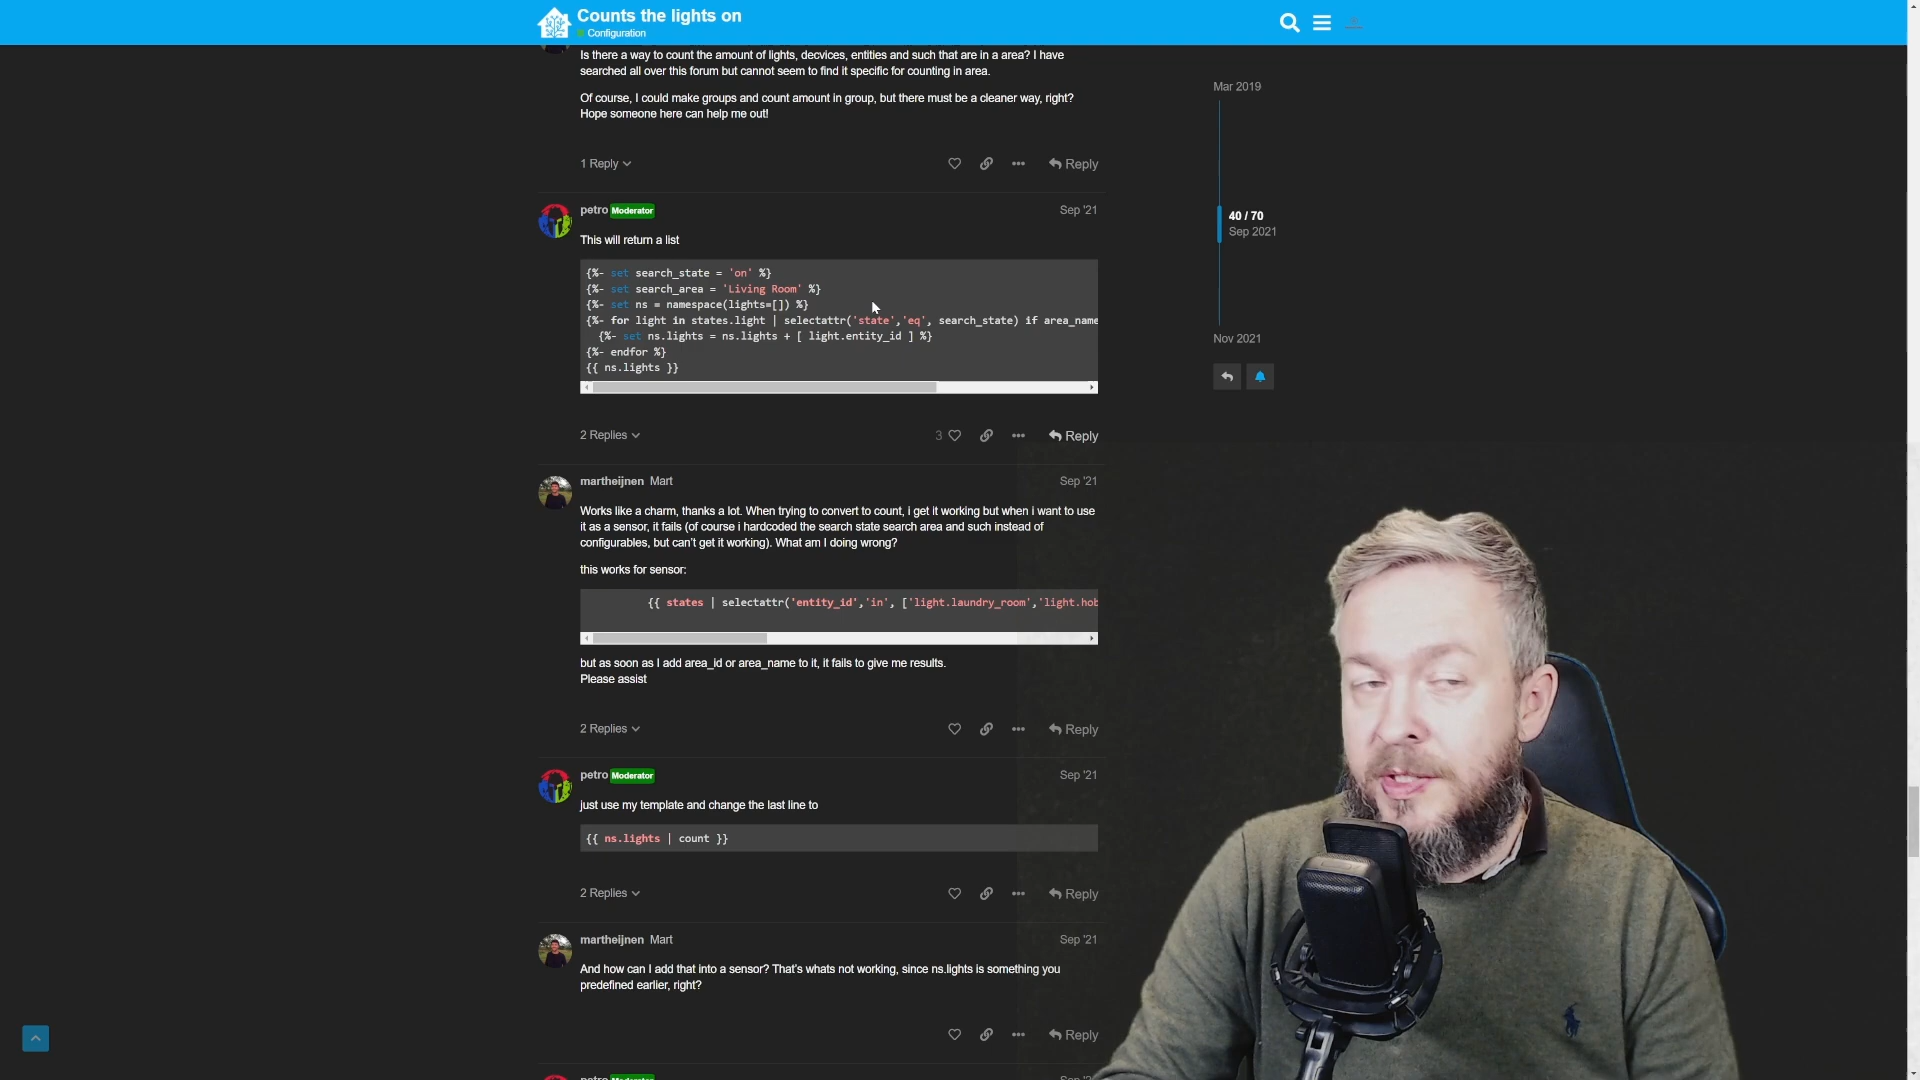 Counts the lights on
Configuration
Is there a way to count the amount of lights, decvices, entities and such that are in a area? I have
searched all over this forum but cannot seem to find it specific for counting in area.
Of course, I could make groups and count amount in group, but there must be a cleaner way, right?
Hope someone here can help me out!
1 Reply
Reply
Mar 2019
40 / 70
Sep 2021
Nov 2021
petro Moderator
Sep '21
This will return a list
{%- set search_state = 'on' %}
{%- set search_area = 'Living Room' %}
{%- set ns = namespace(lights=[]) %}
{%- for light in states.light | selectattr('state','eq', search_state) if area_name
{%- set ns.lights = ns.lights + [ light.entity_id ] %}
{%- endfor %}
{{ ns.lights }}
2 Replies
3
Reply
martheijnen Mart
Sep '21
Works like a charm, thanks a lot. When trying to convert to count, i get it working but when i want to use
it as a sensor, it fails (of course i hardcoded the search state search area and such instead of
configurables, but can't get it working). What am I doing wrong?
this works for sensor:
{{ states | selectattr('entity_id','in', ['light.laundry_room','light.hob
but as soon as I add area_id or area_name to it, it fails to give me results.
Please assist
2 Replies
Reply
petro Moderator
Sep '21
just use my template and change the last line to
{{ ns.lights | count }}
2 Replies
Reply
martheijnen Mart
Sep '21
And how can I add that into a sensor? That's whats not working, since ns.lights is something you
predefined earlier, right?
Reply
petro Moderator